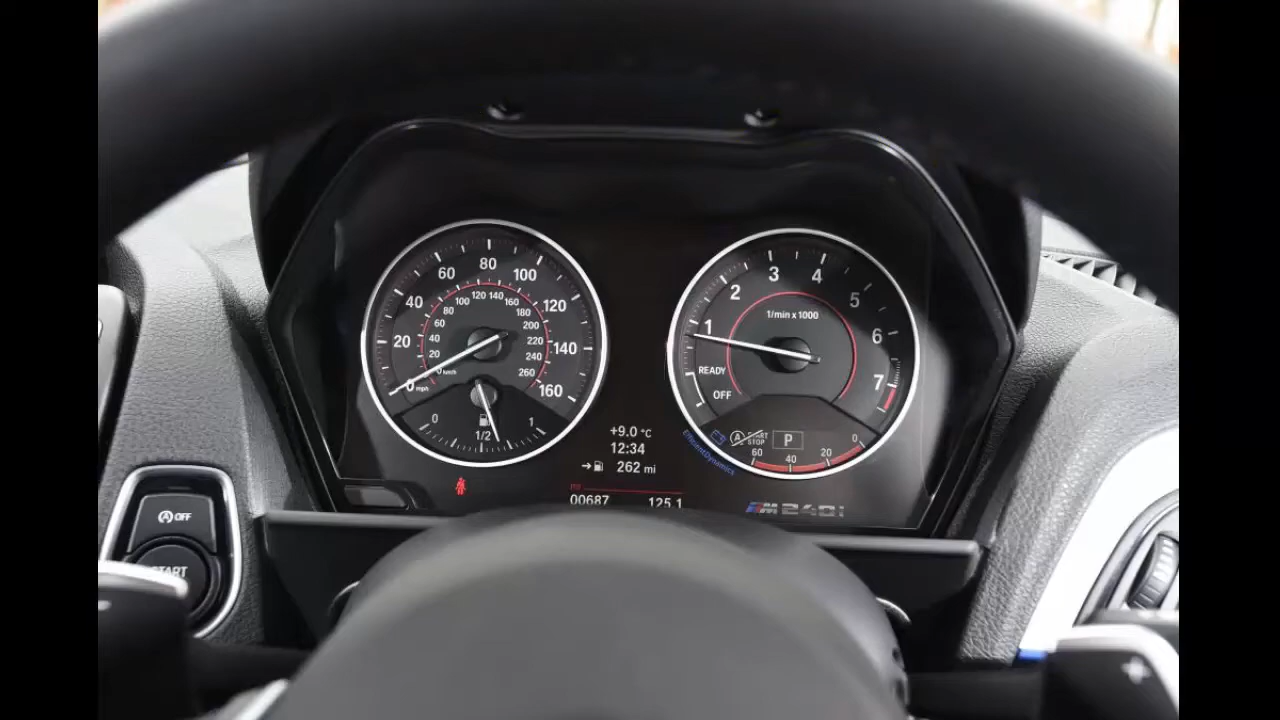 0 20 40 60 80 100 120 140 160
mph
0 20 40 60 80 100 120 140 160 180 200 220 240 260
km/h
0 1/2 1
1 2 3 4 5 6 7
1/min x 1000
READY
OFF
A START STOP
P
60 40 20 0
EfficientDynamics
+9.0 °C
12:34
262 mi
00687 125.1
M240i
A OFF
START
+